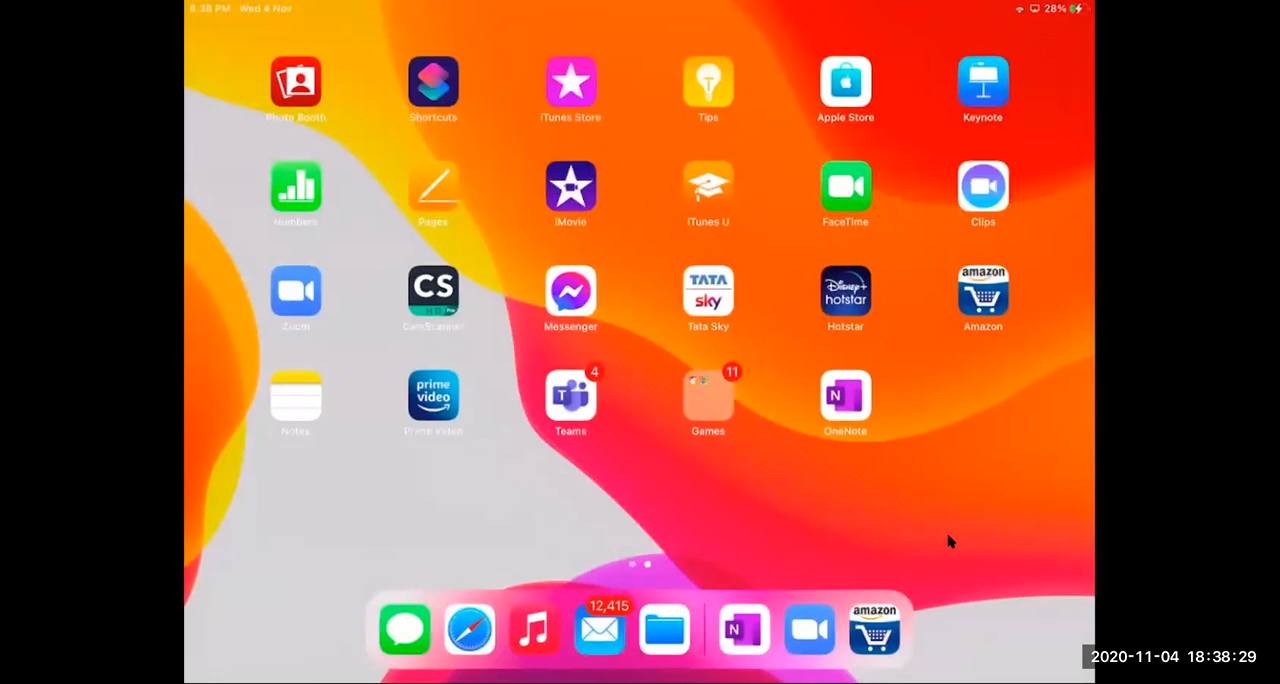 6:38 PM Wed 4 Nov 28%
Photo Booth Shortcuts iTunes Store Tips Apple Store Keynote
Numbers Pages iMovie iTunes U FaceTime Clips
CS
HD
TATA
sky
Disney+
hotstar
amazon
Zoom CamScanner Messenger Tata Sky Hotstar Amazon
prime
video
T
4
11
N
Notes Prime Video Teams Games OneNote
12,415
N
amazon
2020-11-04 18:38:29